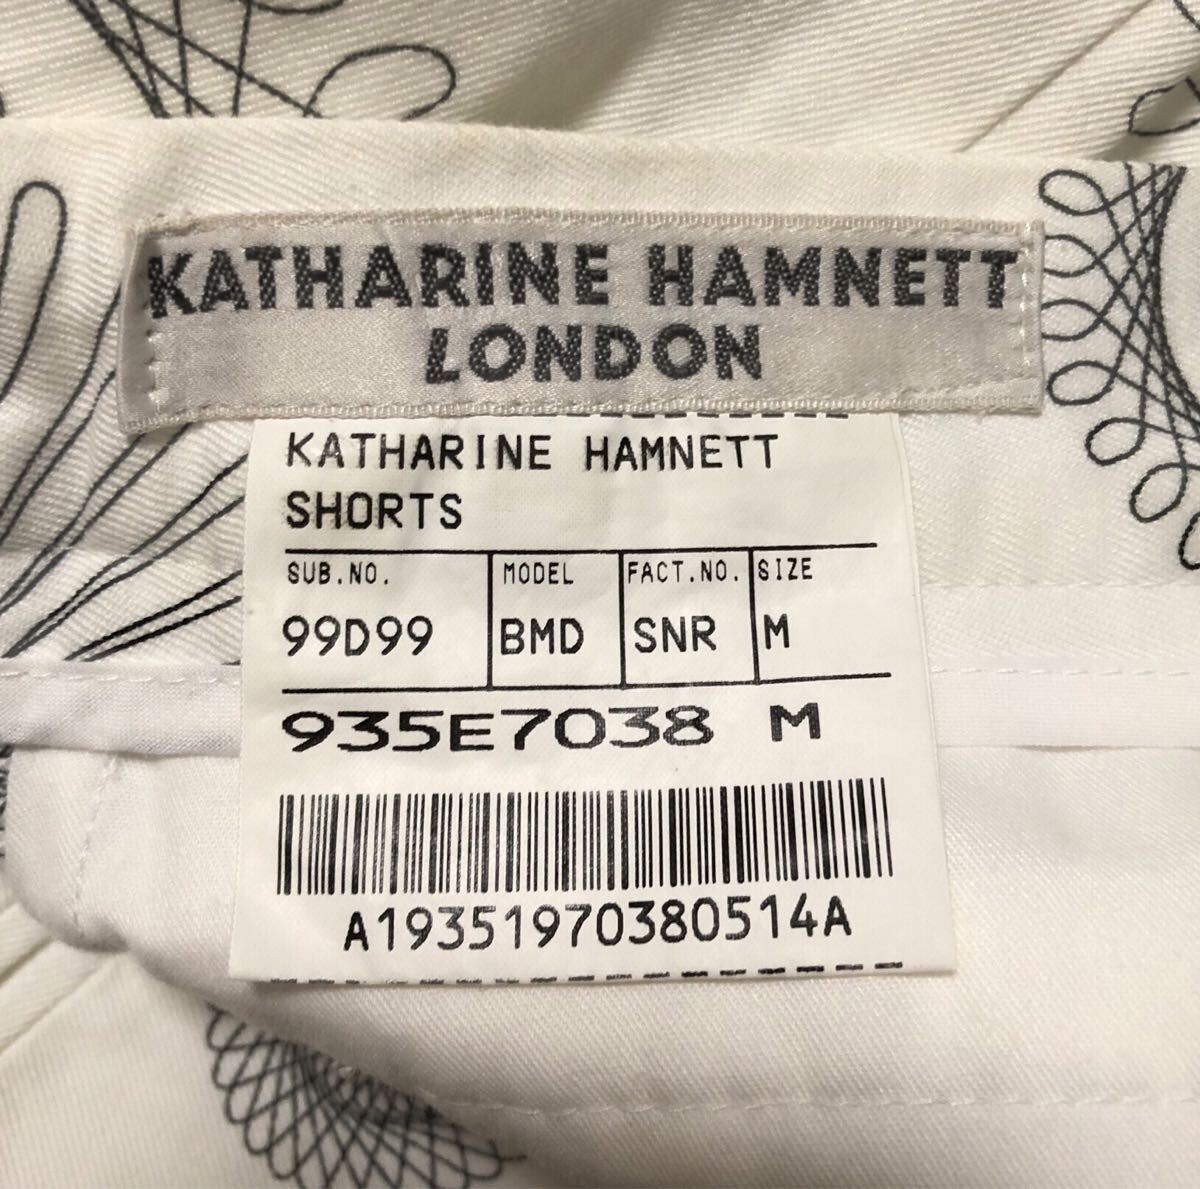 KATHARINE HAMNETT
LONDON
KATHARINE HAMNETT
SHORTS
SUB.NO. MODEL FACT.NO. SIZE
99D99 BMD SNR M
935E7038 M
A19351970380514A